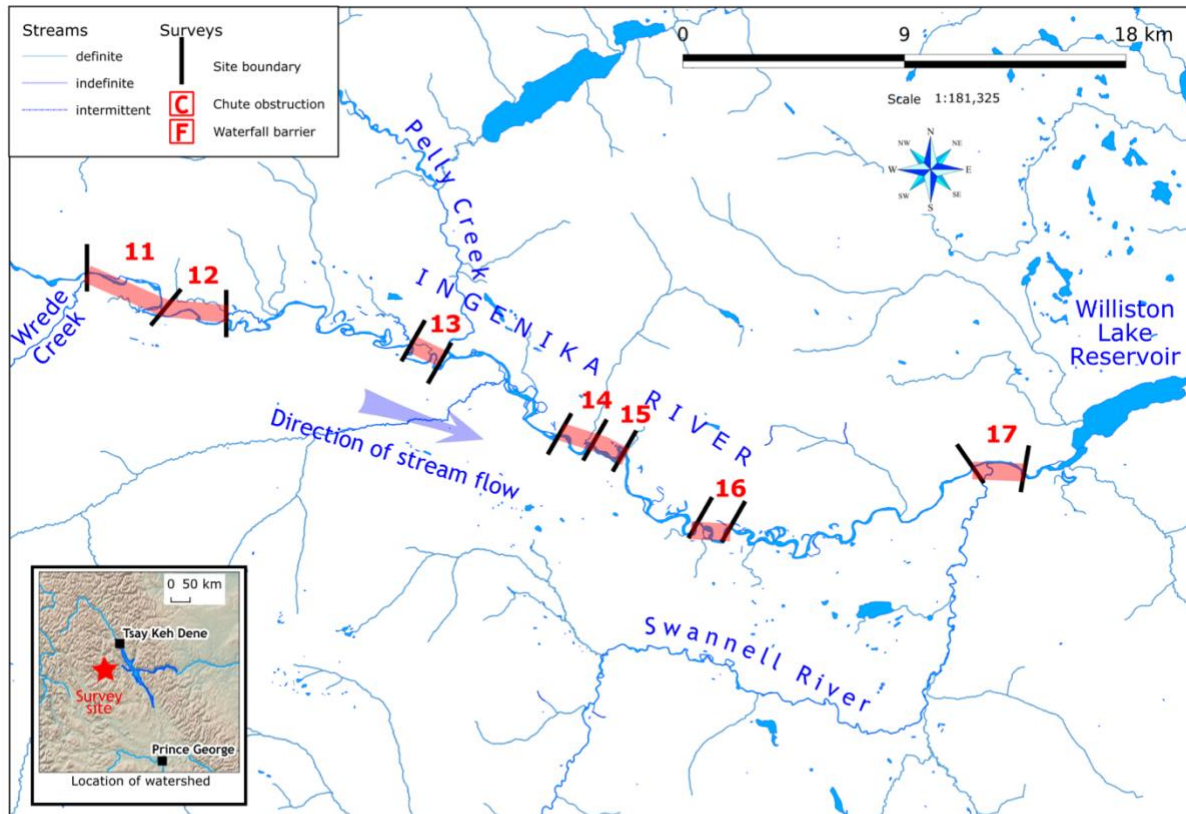 Streams
definite
indefinite
intermittent
Surveys
Site boundary
C
Chute obstruction
F
Waterfall barrier
0 9 18 km
Scale 1:181,325
N
NW NE
W E
SW SE
S
Pelly Creek
11
12
13
INGENIKA RIVER
Wrede
Creek
Williston
Lake
Reservoir
14
15
Direction of stream flow
17
16
Swannell River
0 50 km
Tsay Keh Dene
Survey
site
Prince George
Location of watershed